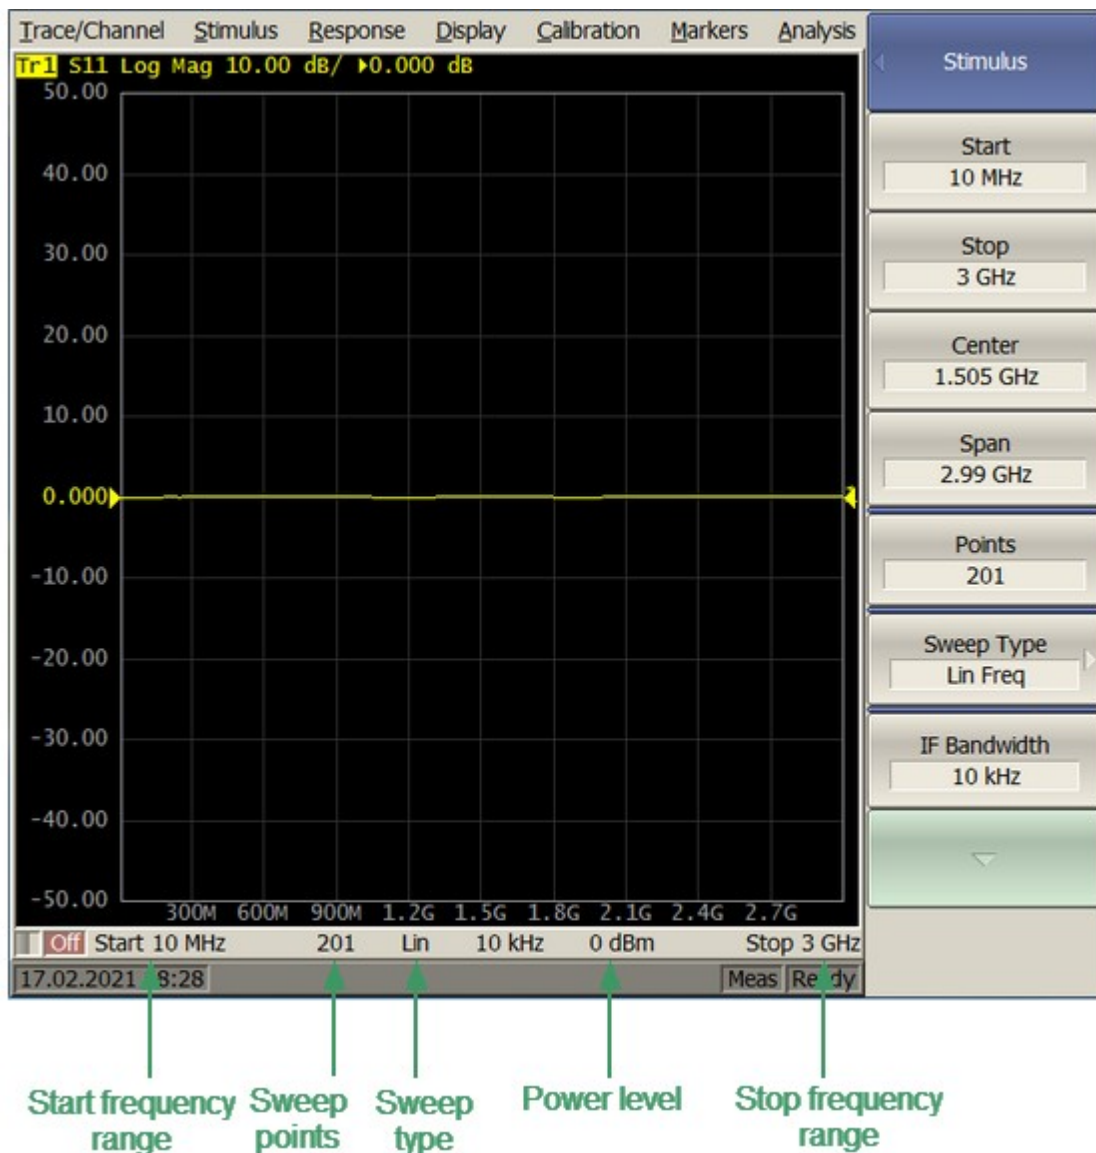 Trace/Channel Stimulus Response Display Calibration Markers Analysis
Tr1 S11 Log Mag 10.00 dB/ ▶0.000 dB
50.00
40.00
30.00
20.00
10.00
0.000
-10.00
-20.00
-30.00
-40.00
-50.00
300M 600M 900M 1.2G 1.5G 1.8G 2.1G 2.4G 2.7G
Off Start 10 MHz 201 Lin 10 kHz 0 dBm Stop 3 GHz
17.02.2021 8:28 Meas Ready
Stimulus
Start
10 MHz
Stop
3 GHz
Center
1.505 GHz
Span
2.99 GHz
Points
201
Sweep Type
Lin Freq
IF Bandwidth
10 kHz
Start frequency
range
Sweep
points
Sweep
type
Power level
Stop frequency
range